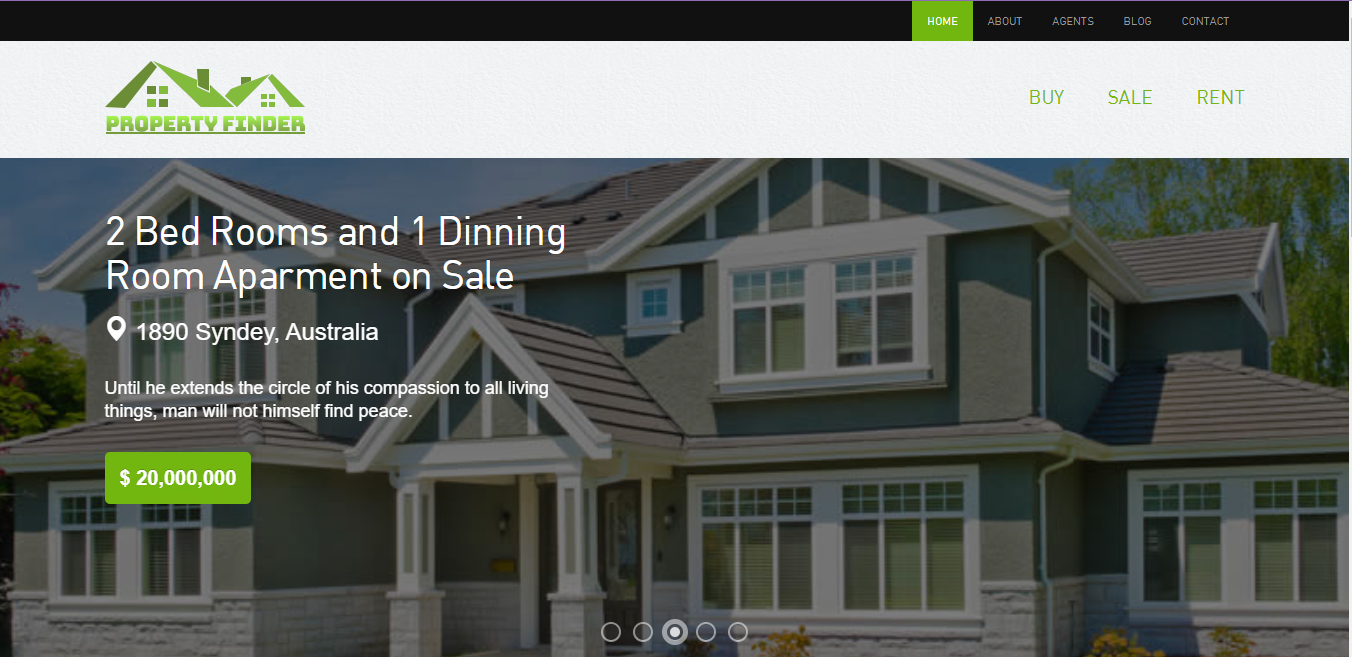 HOME ABOUT AGENTS BLOG CONTACT
PROPERTY FINDER
BUY SALE RENT
2 Bed Rooms and 1 Dinning
Room Aparment on Sale
1890 Syndey, Australia
Until he extends the circle of his compassion to all living
things, man will not himself find peace.
$ 20,000,000